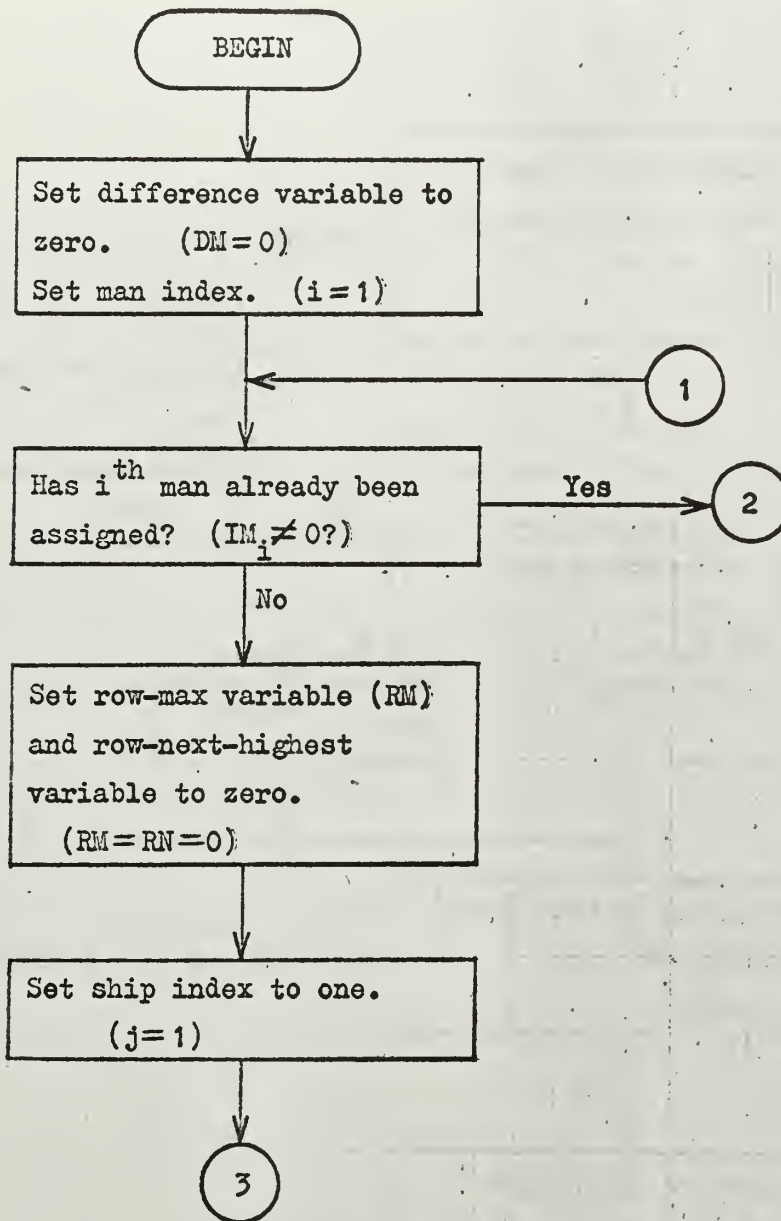 BEGIN
Set difference variable to
zero. (DM=0)
Set man index. (i=1)
1
Has i^th man already been
assigned? (IM_i≠0?)
Yes
2
No
Set row-max variable (RM)
and row-next-highest
variable to zero.
(RM=RN=0)
Set ship index to one.
(j=1)
3